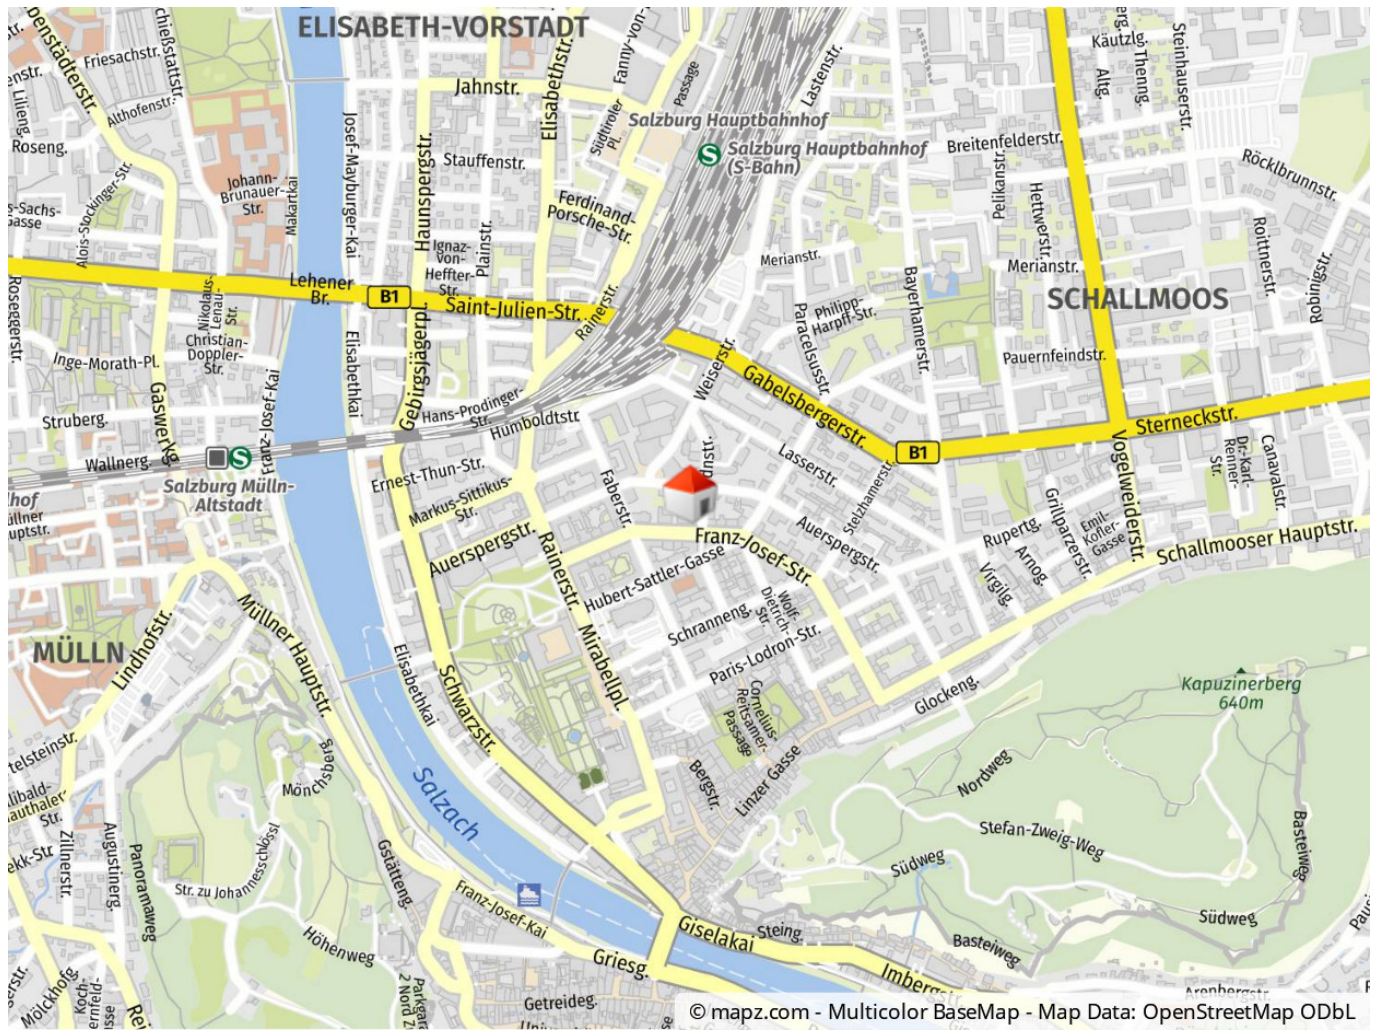 ELISABETH-VORSTADT
Friesachstr.
Althofenstr.
Lilieng.
Roseng.
Johann-
Brunauer-
Str.
Makartkai
Josef-Mayburger-Kai
Alois-Stockinger-Str.
Jahnstr.
Haunspergstr.
Stauffenstr.
Elisabethstr.
Südtiroler
Pl.
Passage
Salzburg Hauptbahnhof
S
Salzburg Hauptbahnhof
(S-Bahn)
Lastenstr.
Käutzlg.
Altg.
Thenng.
Steinhauserstr.
Breitenfelderstr.
Röcklbrunnstr.
Pelikanstr.
Hettwerstr.
Roittnerstr.
Robinigstr.
Ferdinand-
Porsche-Str.
Ignaz-
von-
Heffter-
Str.
Plainstr.
Merianstr.
Merianstr.
Bayerhamerstr.
SCHALLMOOS
Philipp-
Harpff-Str.
Paracelsusstr.
Pauernfeindstr.
Lehener
Br.
B1
Saint-Julien-Str.
Rainerstr.
Roseggerstr.
Nikolaus-
Lenau-
Str.
Christian-
Doppler-
Str.
Inge-Morath-Pl.
Elisabethkai
Gebirgsjägerpl.
Franz-Josef-Kai
Gaswerkg.
Struberg.
Wallnerg.
S
Salzburg Mülln-
Altstadt
Hans-Prodinger-
Str.
Humboldtstr.
Weiserstr.
Gabelsbergerstr.
B1
Sterneckstr.
Vogelweiderstr.
Dr.-Karl-
Renner-
Str.
Canavalstr.
Ernest-Thun-Str.
Markus-Sittikus-
Str.
Auerspergstr.
Faberstr.
Lasserstr.
Stelzhamerstr.
Auerspergstr.
Franz-Josef-Str.
Rupertg.
Grillparzerstr.
Emil-
Kofler-
Gasse
Arnog.
Virgilg.
Schallmooser Hauptstr.
Rainerstr.
Hubert-Sattler-Gasse
Schranneng.
Wolf-
Dietrich-
Str.
Paris-Lodron-Str.
Mirabellpl.
MÜLLN
Lindhofstr.
Müllner Hauptstr.
Elisabethkai
Schwarzstr.
Glockeng.
Cornelius-
Reitsamer-
Passage
Kapuzinerberg
640m
Mönchsberg
Salzach
Bergstr.
Linzer Gasse
Nordweg
Stefan-Zweig-Weg
Südweg
Basteiweg
Zillnerstr.
Augustinerg.
Panoramaweg
Str. zu Johannesschlössl
Gstätteng.
Franz-Josef-Kai
Höhenweg
Griesg.
Giselakai
Steing.
Südweg
Basteiweg
Imbergstr.
Arenbergstr.
Mölckhofg.
Getreideg.
© mapz.com - Multicolor BaseMap - Map Data: OpenStreetMap ODbL